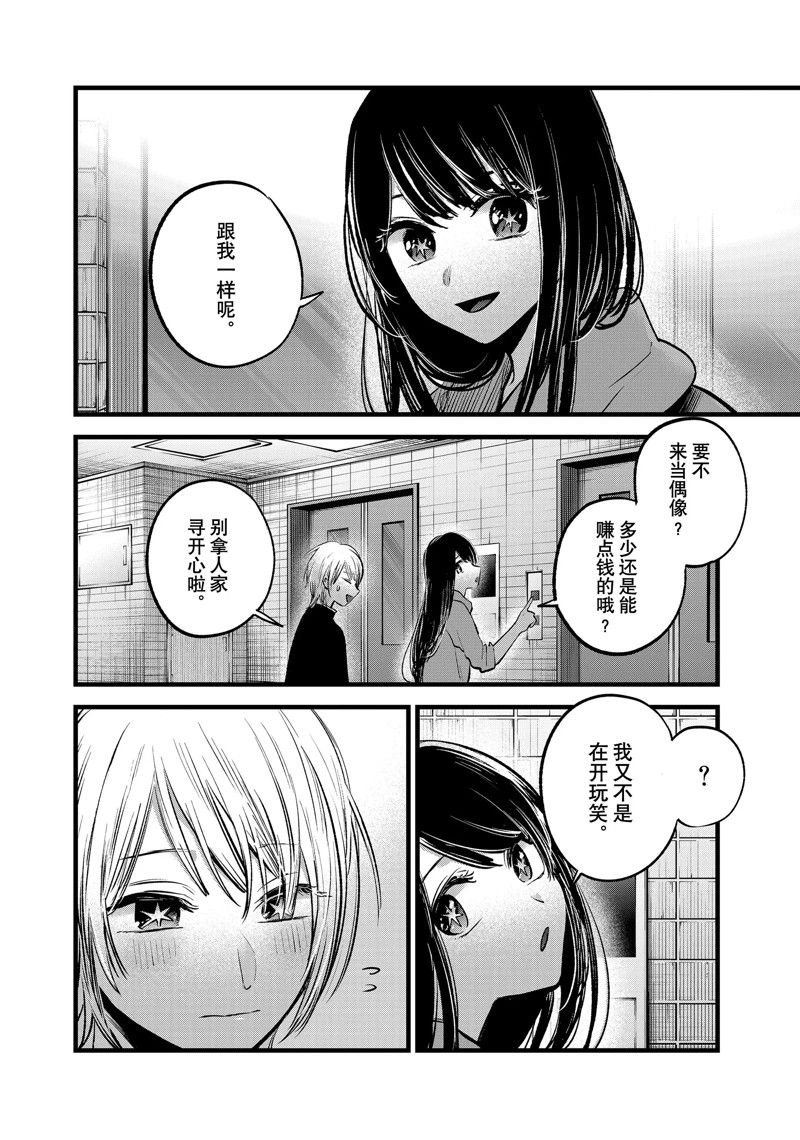 跟我一样呢。
要不
来当偶像？
多少还是能
赚点钱的哦？
别拿人家
寻开心啦。
？
我又不是
在开玩笑。